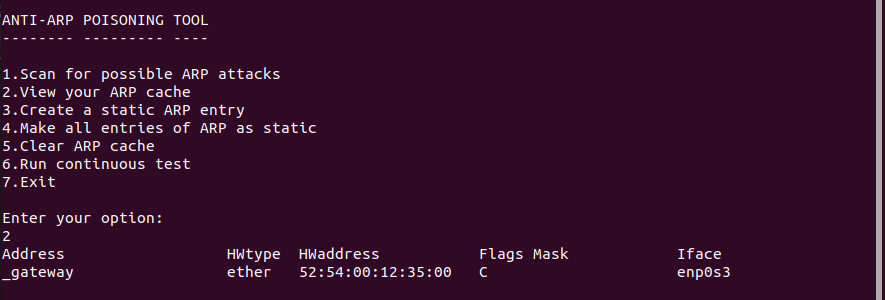 ANTI-ARP POISONING TOOL
-------- --------- ----
1.Scan for possible ARP attacks
2.View your ARP cache
3.Create a static ARP entry
4.Make all entries of ARP as static
5.Clear ARP cache
6.Run continuous test
7.Exit
Enter your option:
2
Address                  HWtype  HWaddress           Flags Mask            Iface
_gateway                 ether   52:54:00:12:35:00   C                     enp0s3